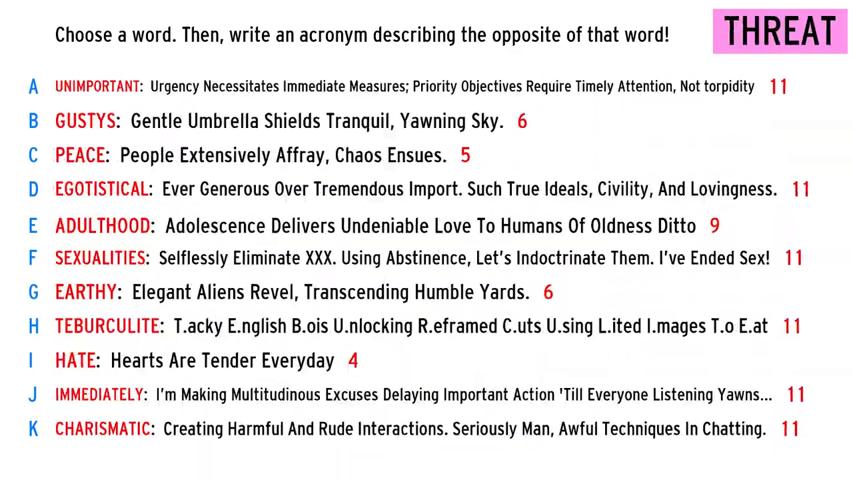 Choose a word. Then, write an acronym describing the opposite of that word!
THREAT
A UNIMPORTANT: Urgency Necessitates Immediate Measures; Priority Objectives Require Timely Attention, Not torpidity 11
B GUSTYS: Gentle Umbrella Shields Tranquil, Yawning Sky. 6
C PEACE: People Extensively Affray, Chaos Ensues. 5
D EGOTISTICAL: Ever Generous Over Tremendous Import. Such True Ideals, Civility, And Lovingness. 11
E ADULTHOOD: Adolescence Delivers Undeniable Love To Humans Of Oldness Ditto 9
F SEXUALITIES: Selflessly Eliminate XXX. Using Abstinence, Let's Indoctrinate Them. I've Ended Sex! 11
G EARTHY: Elegant Aliens Revel, Transcending Humble Yards. 6
H TEBURCULITE: T.acky E.nglish B.ois U.nlocking R.eframed C.uts U.sing L.ited I.mages T.o E.at 11
I HATE: Hearts Are Tender Everyday 4
J IMMEDIATELY: I'm Making Multitudinous Excuses Delaying Important Action 'Till Everyone Listening Yawns... 11
K CHARISMATIC: Creating Harmful And Rude Interactions. Seriously Man, Awful Techniques In Chatting. 11